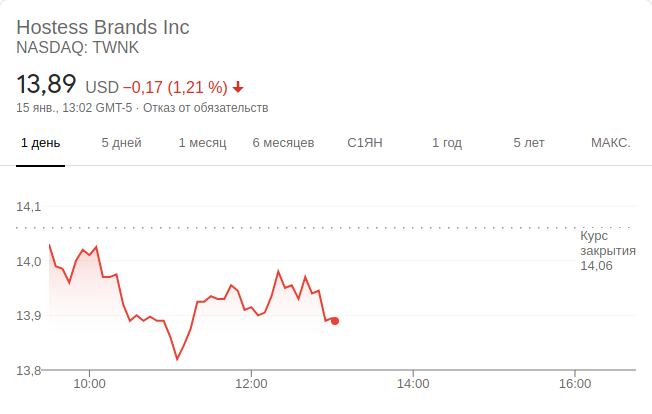 Hostess Brands Inc
NASDAQ: TWNK
13,89 USD −0,17 (1,21 %)
15 янв., 13:02 GMT-5 · Отказ от обязательств
1 день 5 дней 1 месяц 6 месяцев С1ЯН 1 год 5 лет МАКС.
14,1
Курс
закрытия
14,06
14,0
13,9
13,8
10:00 12:00 14:00 16:00